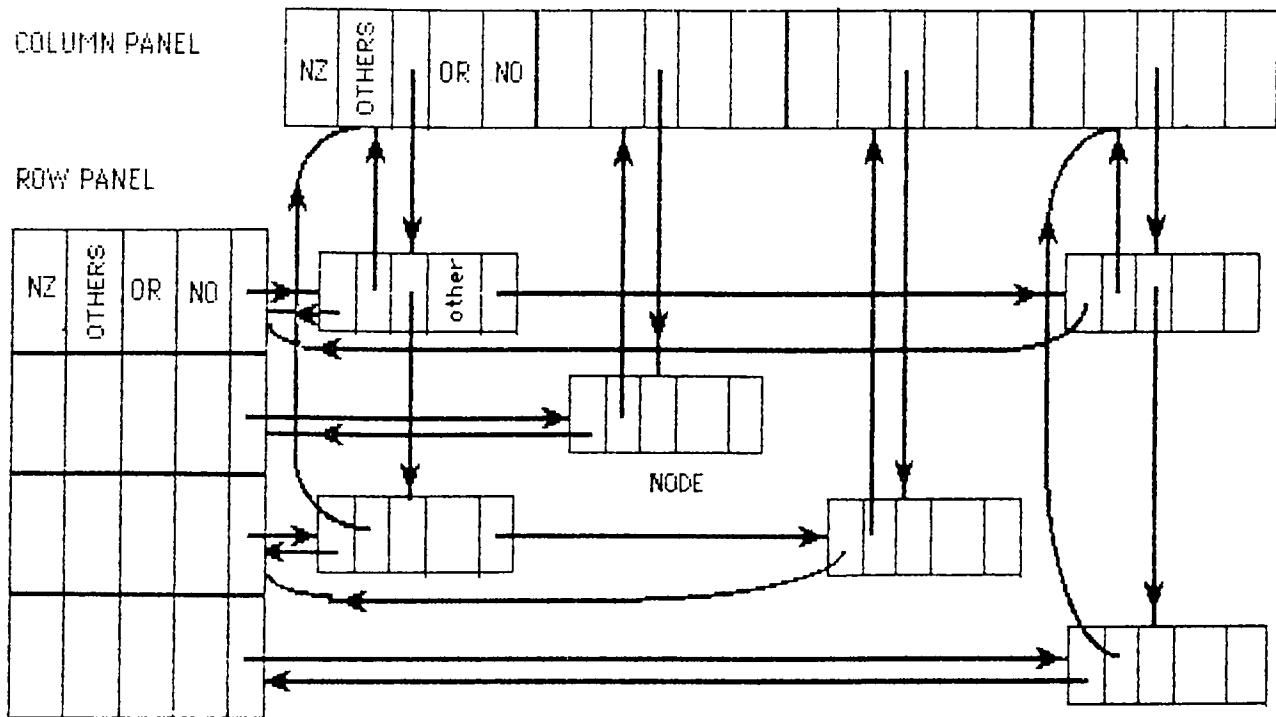 COLUMN PANEL
NZ OTHERS OR NO
ROW PANEL
NZ OTHERS OR NO
other
NODE